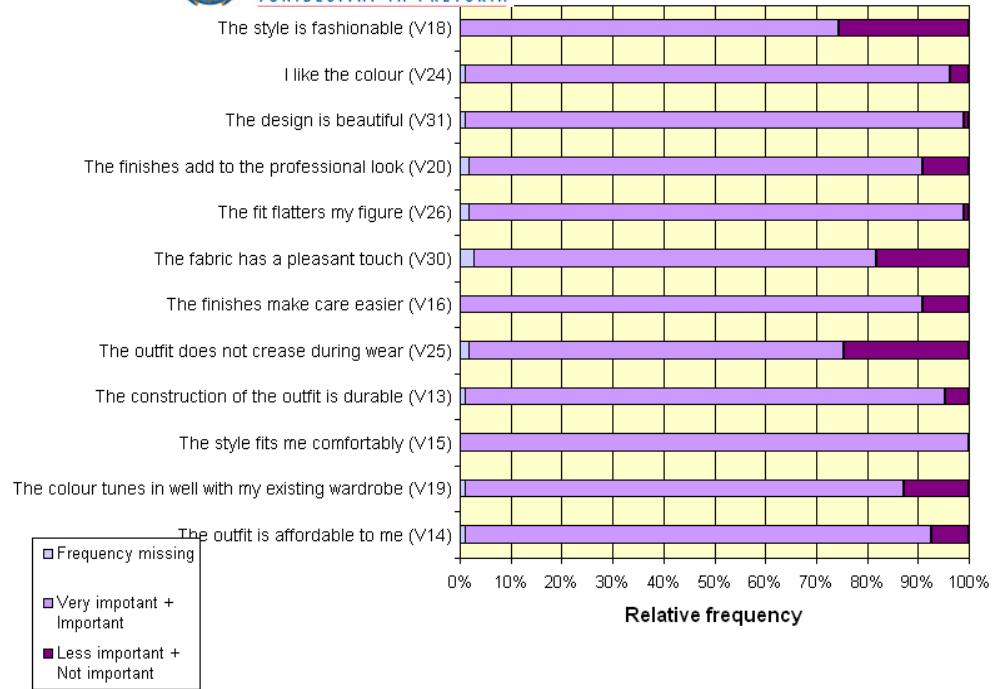 The style is fashionable (V18)
I like the colour (V24)
The design is beautiful (V31)
The finishes add to the professional look (V20)
The fit flatters my figure (V26)
The fabric has a pleasant touch (V30)
The finishes make care easier (V16)
The outfit does not crease during wear (V25)
The construction of the outfit is durable (V13)
The style fits me comfortably (V15)
The colour tunes in well with my existing wardrobe (V19)
The outfit is affordable to me (V14)
0% 10% 20% 30% 40% 50% 60% 70% 80% 90% 100%
Relative frequency
Frequency missing
Very impotant +
Important
Less important +
Not important